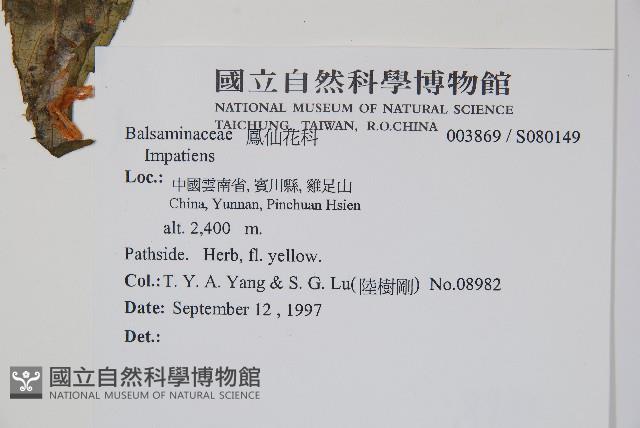 國立自然科學博物館
NATIONAL MUSEUM OF NATURAL SCIENCE
TAICHUNG, TAIWAN, R.O.CHINA
Balsaminaceae 鳳仙花科 003869 / S080149
Impatiens
Loc.: 中國雲南省, 賓川縣, 雞足山
China, Yunnan, Pinchuan Hsien
alt. 2,400 m.
Pathside. Herb, fl. yellow.
Col.: T. Y. A. Yang & S. G. Lu(陸樹剛) No.08982
Date: September 12 , 1997
Det.:
國立自然科學博物館
NATIONAL MUSEUM OF NATURAL SCIENCE